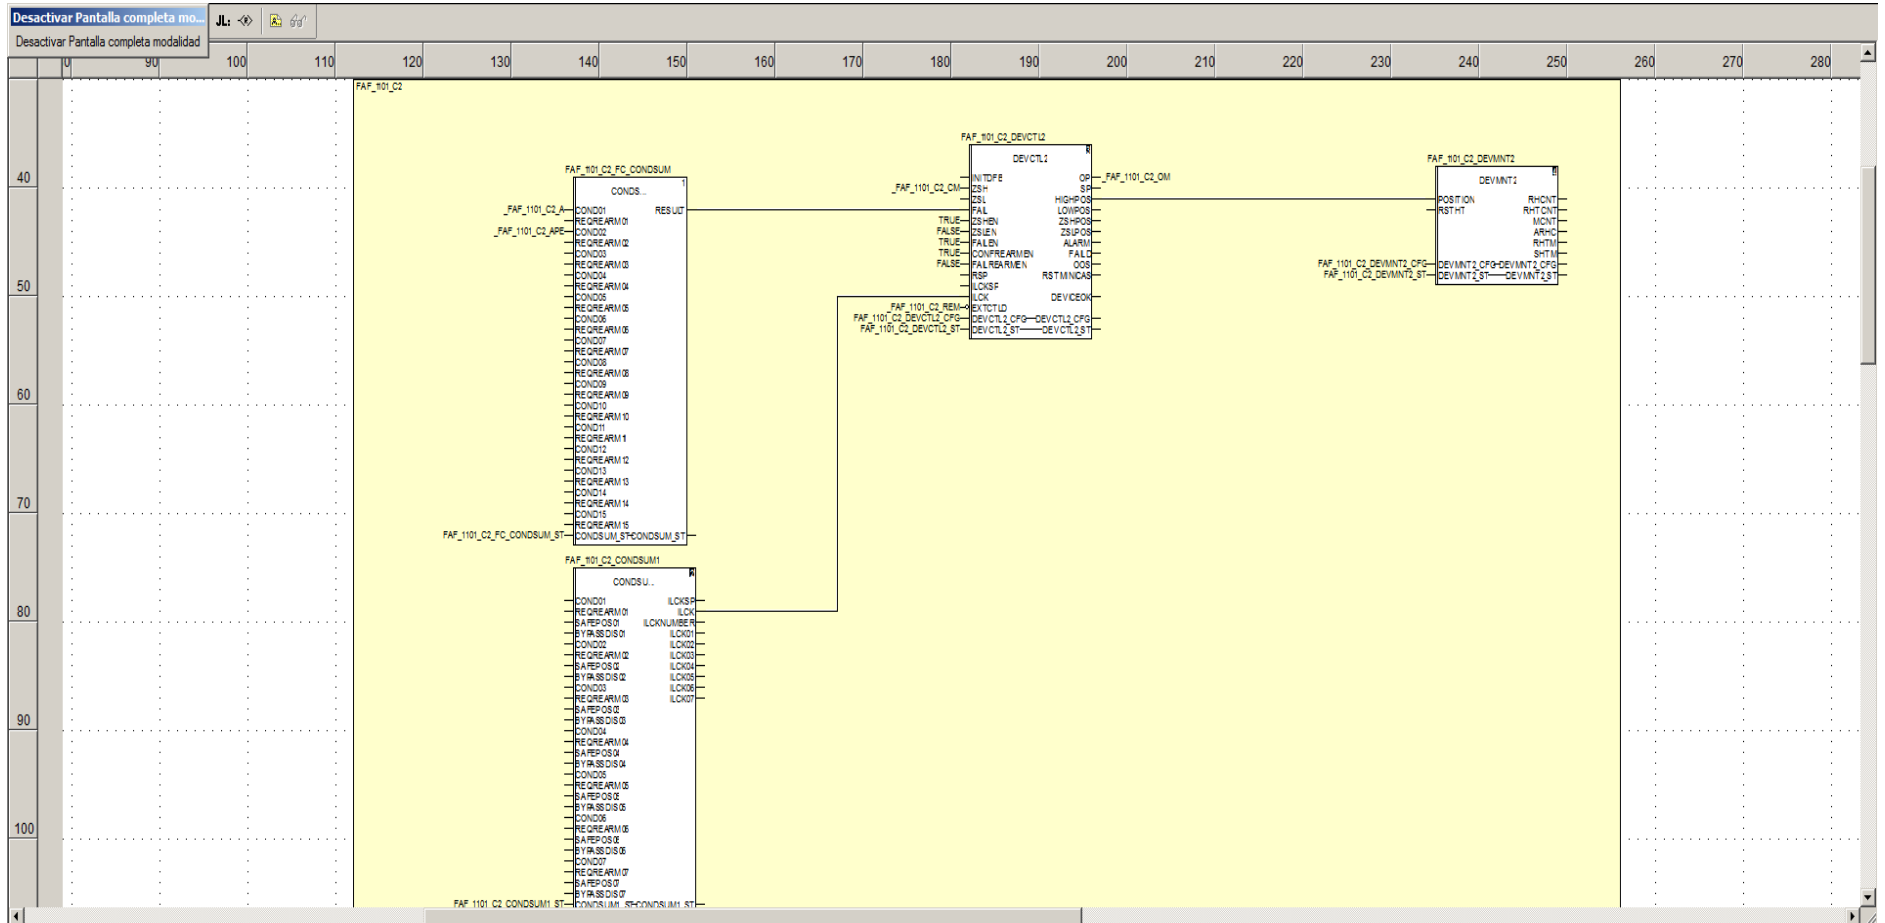 Desactivar Pantalla completa mo...
Desactivar Pantalla completa modalidad
90 100 110 120 130 140 150 160 170 180 190 200 210 220 230 240 250 260 270 280
40
50
60
70
80
90
100
FAF_1101_C2
FAF_1101_C2_FC_CONDSUM
1
CONDS...
_FAF_1101_C2_A
COND01 RESULT
REQREARM01
_FAF_1101_C2_APE
COND02
REQREARM02
COND03
REQREARM03
COND04
REQREARM04
COND05
REQREARM05
COND06
REQREARM06
COND07
REQREARM07
COND08
REQREARM08
COND09
REQREARM09
COND10
REQREARM10
COND11
REQREARM11
COND12
REQREARM12
COND13
REQREARM13
COND14
REQREARM14
COND15
REQREARM15
FAF_1101_C2_FC_CONDSUM_ST
CONDSUM_ST CONDSUM_ST
FAF_1101_C2_CONDSUM1
CONDSU...
COND01 ILCKSP
REQREARM01 ILCK
SAFEPOS01 ILCKNUMBER
BYPASSDIS01 ILCK01
COND02 ILCK02
REQREARM02 ILCK03
SAFEPOS02 ILCK04
BYPASSDIS02 ILCK05
COND03 ILCK06
REQREARM03 ILCK07
SAFEPOS03
BYPASSDIS03
COND04
REQREARM04
SAFEPOS04
BYPASSDIS04
COND05
REQREARM05
SAFEPOS05
BYPASSDIS05
COND06
REQREARM06
SAFEPOS06
BYPASSDIS06
COND07
REQREARM07
SAFEPOS07
BYPASSDIS07
FAF_1101_C2_CONDSUM1_ST
CONDSUM1_ST CONDSUM1_ST
FAF_1101_C2_DEVCTL2
DEVCTL2
INITDFE OP _FAF_1101_C2_OM
_FAF_1101_C2_CM ZSH SP
ZSL HIGHPOS
FAIL LOWPOS
TRUE ZSHEN ZSHPOS
FALSE ZSLEN ZSLPOS
TRUE FAILEN ALARM
TRUE CONFREARMEN FAILD
FALSE FAILREARMEN OOS
RSP RSTMINCAS
ILCKSP
ILCK DEVICEOK
_FAF_1101_C2_REM EXTCTLD
FAF_1101_C2_DEVCTL2_CFG DEVCTL2_CFG DEVCTL2_CFG
FAF_1101_C2_DEVCTL2_ST DEVCTL2_ST DEVCTL2_ST
FAF_1101_C2_DEVMNT2
DEVMNT2
POSITION RHCNT
RSTHT RHTCNT
MCNT
ARHC
RHTM
SHTM
FAF_1101_C2_DEVMNT2_CFG DEVMNT2_CFG DEVMNT2_CFG
FAF_1101_C2_DEVMNT2_ST DEVMNT2_ST DEVMNT2_ST